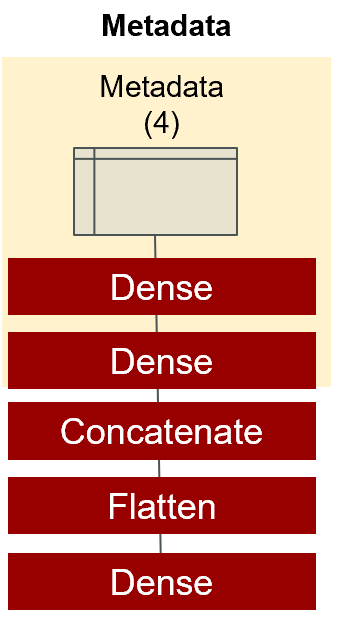 Metadata
Metadata
(4)
Dense
Dense
Concatenate
Flatten
Dense